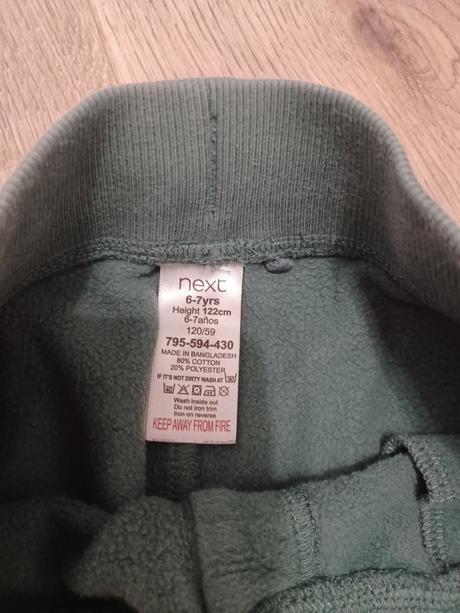 next
6-7yrs
Height 122cm
6-7años
120/59
795-594-430
MADE IN BANGLADESH
80% COTTON
20% POLYESTER
IF IT'S NOT DIRTY WASH AT 30
Wash inside out
Do not iron trim
Iron on reverse
KEEP AWAY FROM FIRE